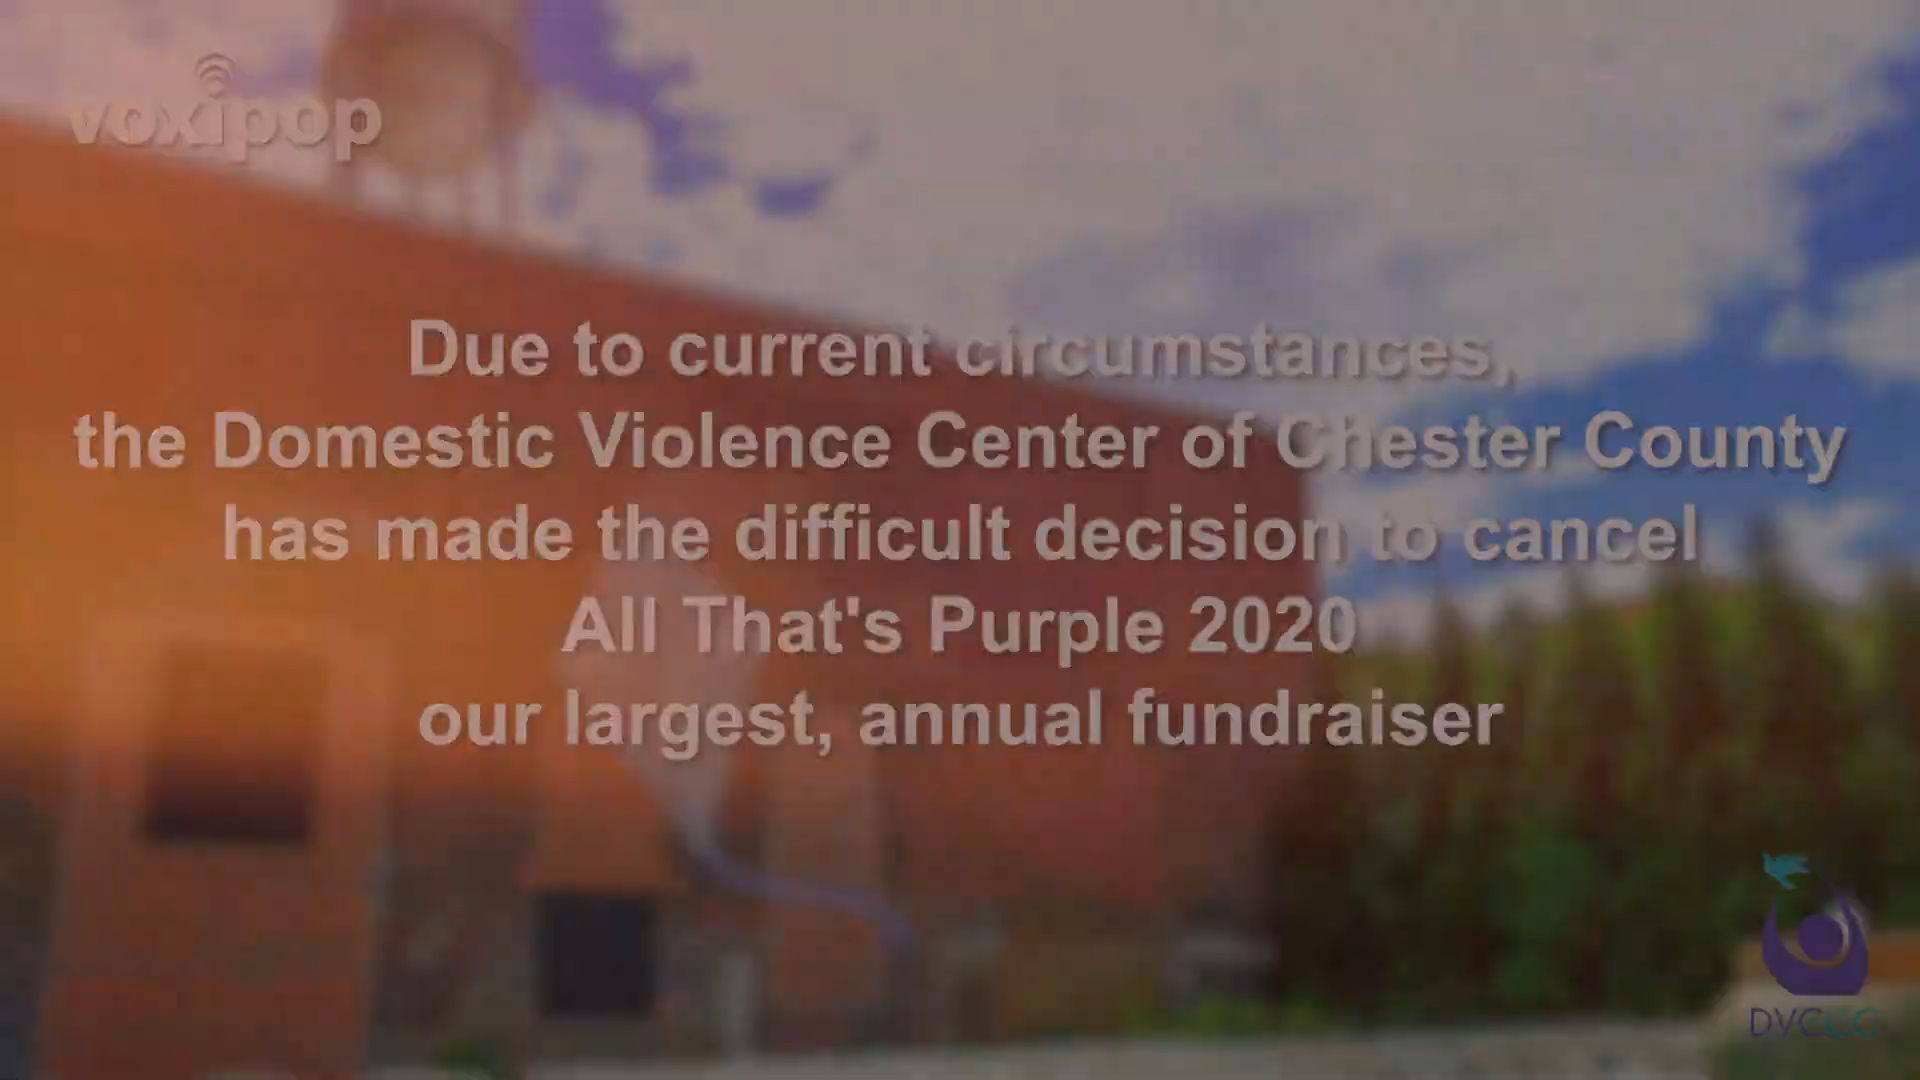 voxipop
Due to current circumstances,
the Domestic Violence Center of Chester County
has made the difficult decision to cancel
All That's Purple 2020
our largest, annual fundraiser
DVCCC